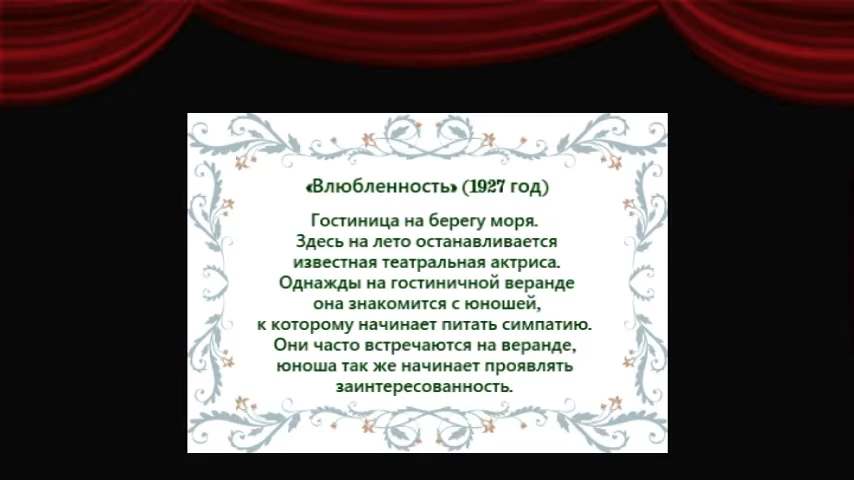 «Влюбленность» (1927 год)
Гостиница на берегу моря.
Здесь на лето останавливается
известная театральная актриса.
Однажды на гостиничной веранде
она знакомится с юношей,
к которому начинает питать симпатию.
Они часто встречаются на веранде,
юноша так же начинает проявлять
заинтересованность.